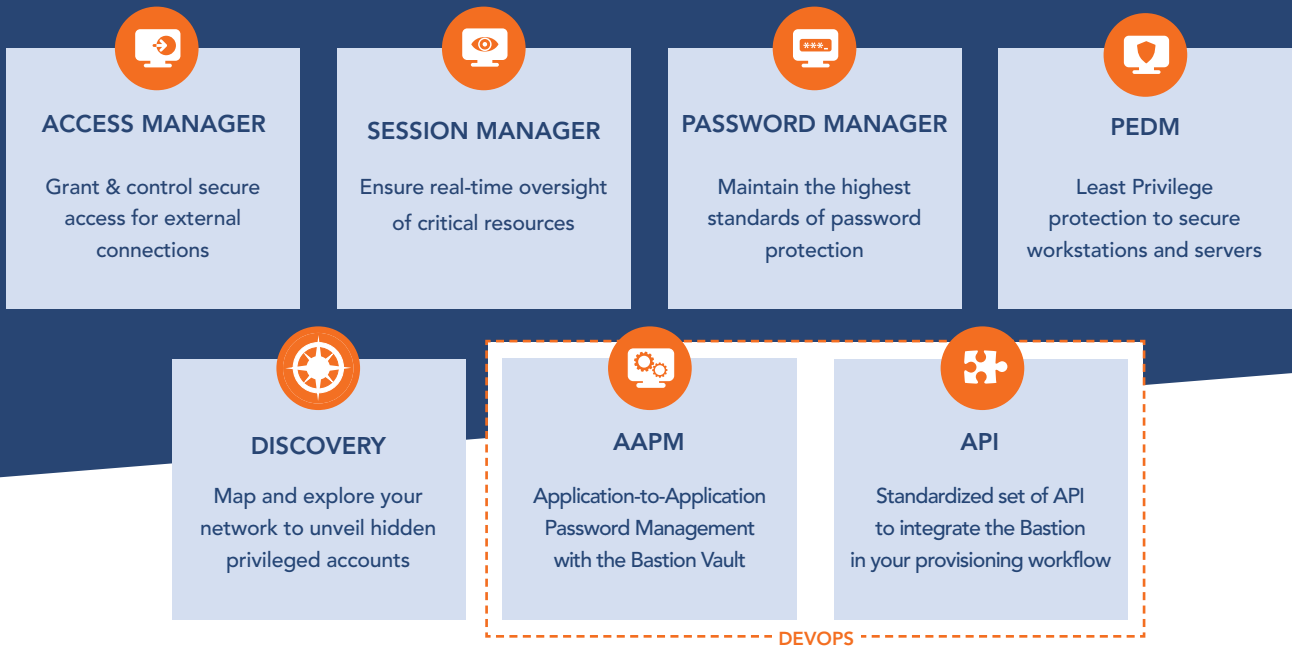 ***_
ACCESS MANAGER
Grant & control secure
access for external
connections
SESSION MANAGER
Ensure real-time oversight
of critical resources
PASSWORD MANAGER
Maintain the highest
standards of password
protection
PEDM
Least Privilege
protection to secure
workstations and servers
DISCOVERY
Map and explore your
network to unveil hidden
privileged accounts
AAPM
Application-to-Application
Password Management
with the Bastion Vault
API
Standardized set of API
to integrate the Bastion
in your provisioning workflow
DEVOPS